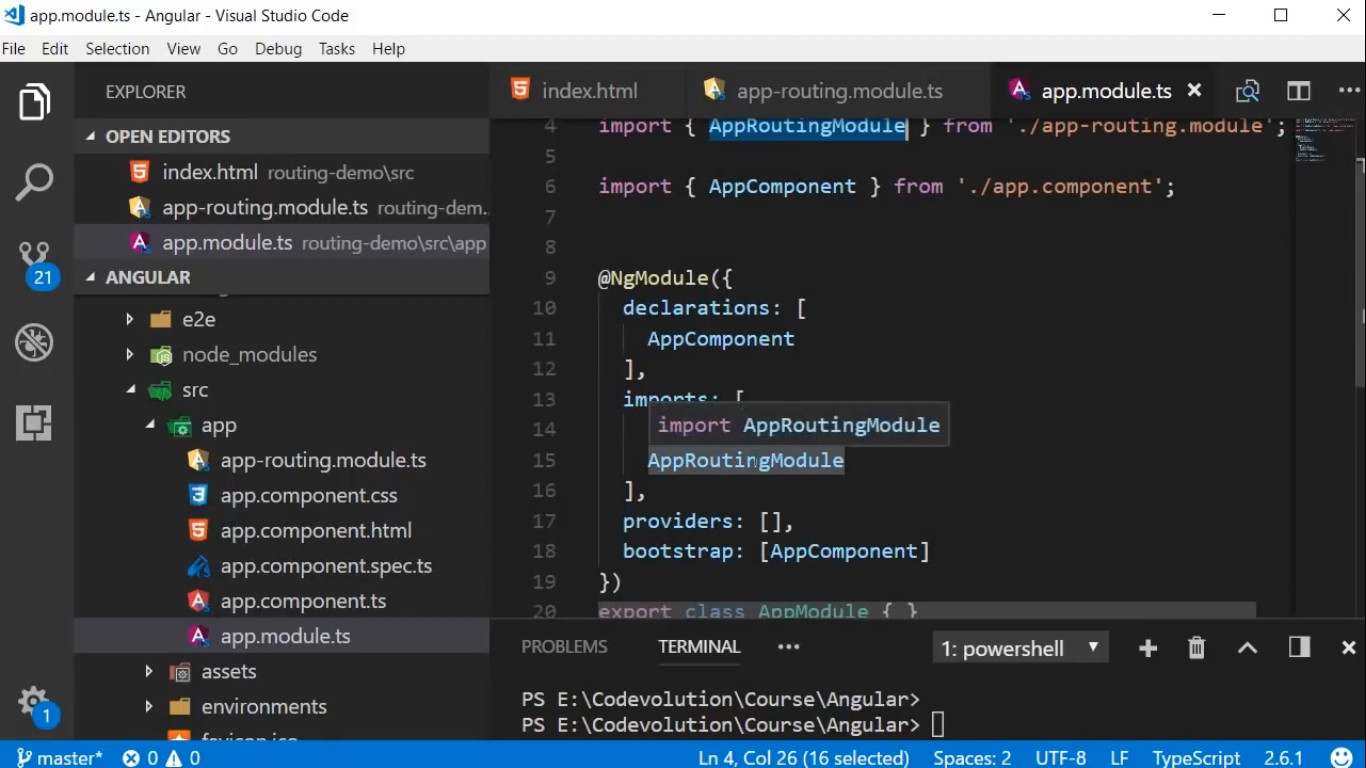 app.module.ts - Angular - Visual Studio Code
File Edit Selection View Go Debug Tasks Help
EXPLORER
OPEN EDITORS
index.html routing-demo\src
app-routing.module.ts routing-dem...
app.module.ts routing-demo\src\app
21
ANGULAR
e2e
node_modules
src
app
app-routing.module.ts
app.component.css
app.component.html
app.component.spec.ts
app.component.ts
app.module.ts
assets
environments
favicon.ico
1
index.html app-routing.module.ts app.module.ts
4 import { AppRoutingModule } from './app-routing.module';
5
6 import { AppComponent } from './app.component';
7
8
9 @NgModule({
10 declarations: [
11 AppComponent
12 ],
13 imports: [
14 import AppRoutingModule
15 AppRoutingModule
16 ],
17 providers: [],
18 bootstrap: [AppComponent]
19 })
20 export class AppModule { }
PROBLEMS TERMINAL ••• 1: powershell
PS E:\Codevolution\Course\Angular>
PS E:\Codevolution\Course\Angular>
master* 0 0 Ln 4, Col 26 (16 selected) Spaces: 2 UTF-8 LF TypeScript 2.6.1